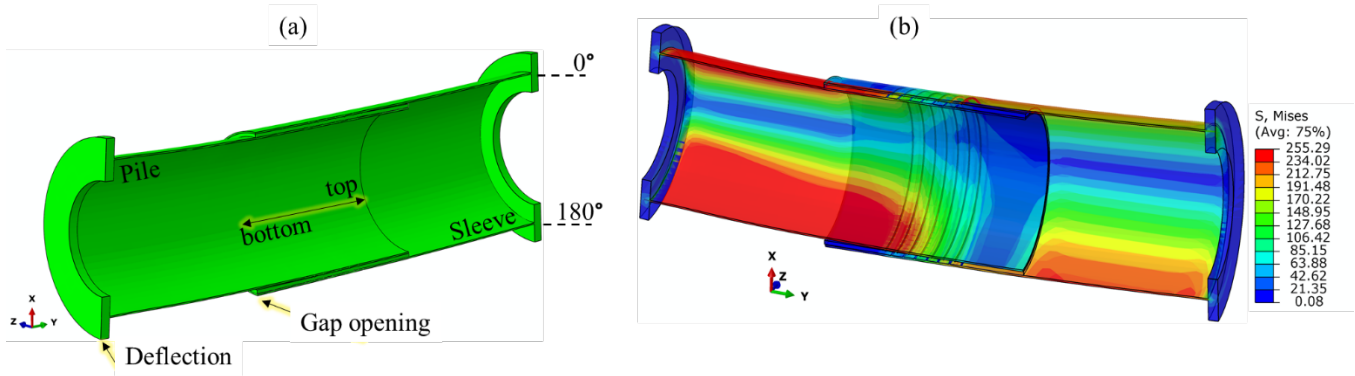 (a)
0°
Pile
top
bottom
Sleeve
180°
Gap opening
Deflection
X
Z
Y
(b)
X
Z
Y
S, Mises
(Avg: 75%)
255.29
234.02
212.75
191.48
170.22
148.95
127.68
106.42
85.15
63.88
42.62
21.35
0.08